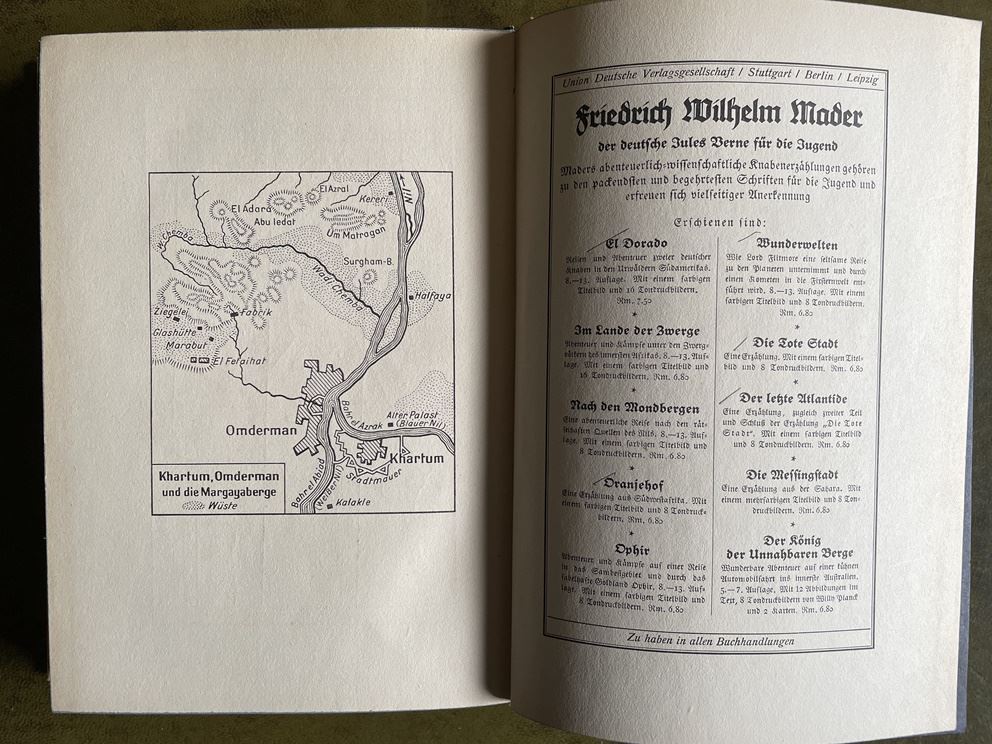 El Azral
Kereri
Nil
El Adara
Abu Iedat
Um Matragan
W. Chemba
Surgham-B.
Wadi Chemba
Halfaya
Ziegelei
Fabrik
Glashütte
Marabut
El Fetaihat
Omderman
Bahr el Azrak
Alter Palast
(Blauer Nil)
Khartum
Stadtmauer
Bahr el Abiad
(Weißer Nil)
Kalakle
Khartum, Omderman
und die Margayaberge
Wüste
Union Deutsche Verlagsgesellschaft / Stuttgart / Berlin / Leipzig
Friedrich Wilhelm Mader
der deutsche Jules Verne für die Jugend
Maders abenteuerlich-wissenschaftliche Knabenerzählungen gehören
zu den packendsten und begehrtesten Schriften für die Jugend und
erfreuen sich vielseitiger Anerkennung
Erschienen sind:
El Dorado
Reisen und Abenteuer zweier deutscher
Knaben in den Urwäldern Südamerikas.
8.—13. Auflage. Mit einem farbigen
Titelbild und 16 Tondruckbildern.
Rm. 7.50
*
Im Lande der Zwerge
Abenteuer und Kämpfe unter den Zwerg-
völkern des innersten Afrikas. 8.—13. Auf-
lage. Mit einem farbigen Titelbild und
16 Tondruckbildern. Rm. 6.80
*
Nach den Mondbergen
Eine abenteuerliche Reise nach den rät-
selhaften Quellen des Nils. 8.—13. Auf-
lage. Mit einem farbigen Titelbild und
8 Tondruckbildern. Rm. 6.80
*
Oranjehof
Eine Erzählung aus Südwestafrika. Mit
einem farbigen Titelbild und 8 Tondruck-
bildern. Rm. 6.80
*
Ophir
Abenteuer und Kämpfe auf einer Reise
in das Sambesigebiet und durch das
fabelhafte Goldland Ophir. 8.—13. Auf-
lage. Mit einem farbigen Titelbild und
8 Tondruckbildern. Rm. 6.80
Wunderwelten
Wie Lord Flitmore eine seltsame Reise
zu den Planeten unternimmt und durch
einen Kometen in die Fixsternwelt ent-
führt wird. 8.—13. Auflage. Mit einem
farbigen Titelbild und 8 Tondruckbildern.
Rm. 6.80
*
Die Tote Stadt
Eine Erzählung. Mit einem farbigen Titel-
bild und 8 Tondruckbildern. Rm. 6.80
*
Der letzte Atlantide
Eine Erzählung, zugleich zweiter Teil
und Schluß der Erzählung „Die Tote
Stadt“. Mit einem farbigen Titelbild
und 8 Tondruckbildern. Rm. 6.80
*
Die Messingstadt
Eine Erzählung aus der Sahara. Mit
einem mehrfarbigen Titelbild und 8 Ton-
druckbildern. Rm. 6.80
*
Der König
der Unnahbaren Berge
Wunderbare Abenteuer auf einer kühnen
Automobilfahrt ins innerste Australien.
5.—7. Auflage. Mit 12 Abbildungen im
Text, 8 Tondruckbildern von Willy Planck
und 2 Karten. Rm. 6.80
Zu haben in allen Buchhandlungen